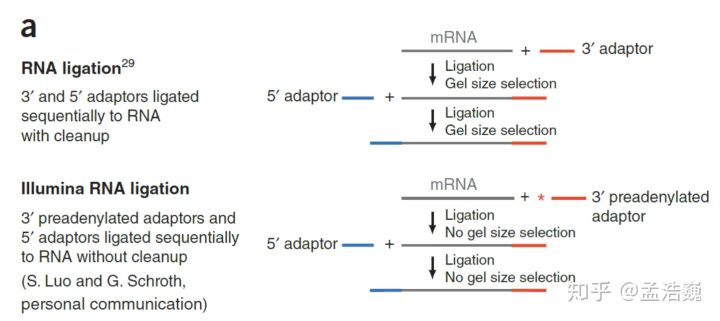 a
RNA ligation29
3′ and 5′ adaptors ligated
sequentially to RNA
with cleanup
mRNA
+
3′ adaptor
Ligation
Gel size selection
5′ adaptor
+
Ligation
Gel size selection
Illumina RNA ligation
3′ preadenylated adaptors and
5′ adaptors ligated sequentially
to RNA without cleanup
(S. Luo and G. Schroth,
personal communication)
mRNA
+ *
3′ preadenylated
adaptor
Ligation
No gel size selection
5′ adaptor
+
Ligation
No gel size selection
知乎 @孟浩巍